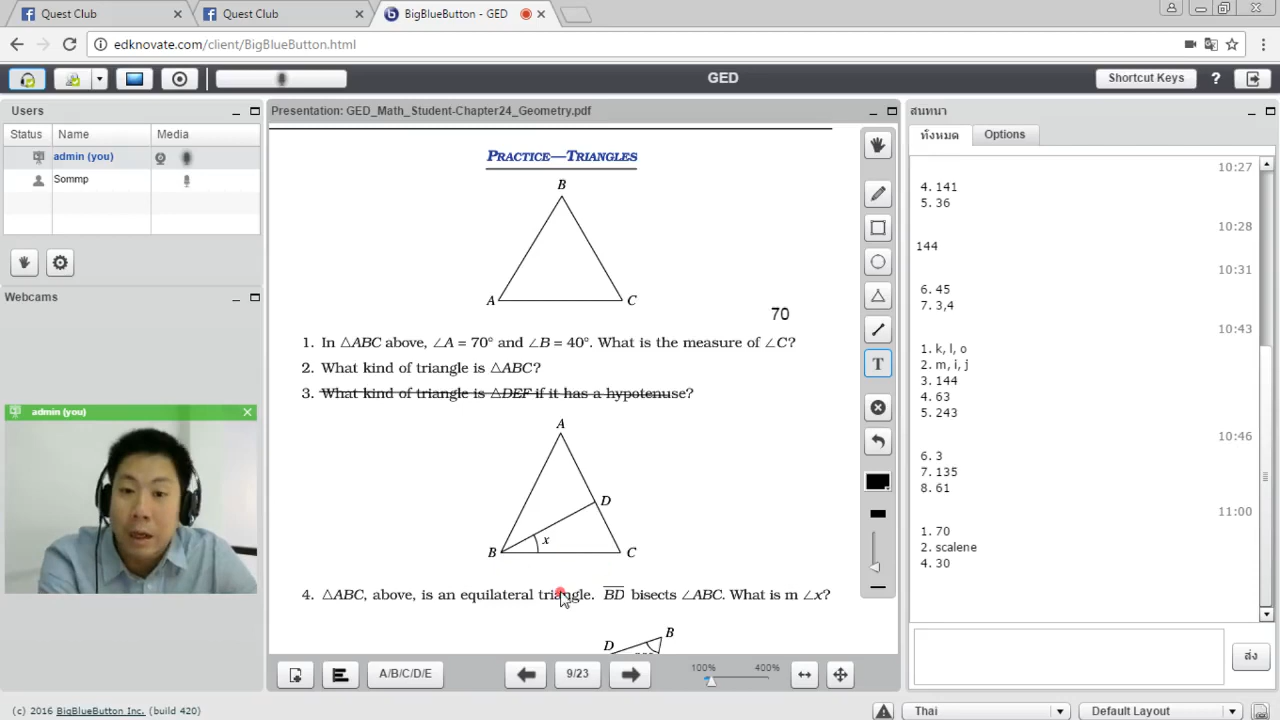 Quest Club
Quest Club
BigBlueButton - GED
edknovate.com/client/BigBlueButton.html
GED
Shortcut Keys
?
Users
Status Name Media
admin (you)
Sommp
Webcams
admin (you)
Presentation: GED_Math_Student-Chapter24_Geometry.pdf
PRACTICE—TRIANGLES
B
A
C
70
1. In △ABC above, ∠A = 70° and ∠B = 40°. What is the measure of ∠C?
2. What kind of triangle is △ABC?
3. What kind of triangle is △DEF if it has a hypotenuse?
A
D
x
B
C
4. △ABC, above, is an equilateral triangle. BD bisects ∠ABC. What is m ∠x?
B
D
T
A/B/C/D/E
9/23
100%
400%
สนทนา
ทั้งหมด
Options
10:27
4. 141
5. 36
10:28
144
10:31
6. 45
7. 3,4
10:43
1. k, l, o
2. m, i, j
3. 144
4. 63
5. 243
10:46
6. 3
7. 135
8. 61
11:00
1. 70
2. scalene
4. 30
ส่ง
(c) 2016 BigBlueButton Inc. (build 420)
Thai
Default Layout